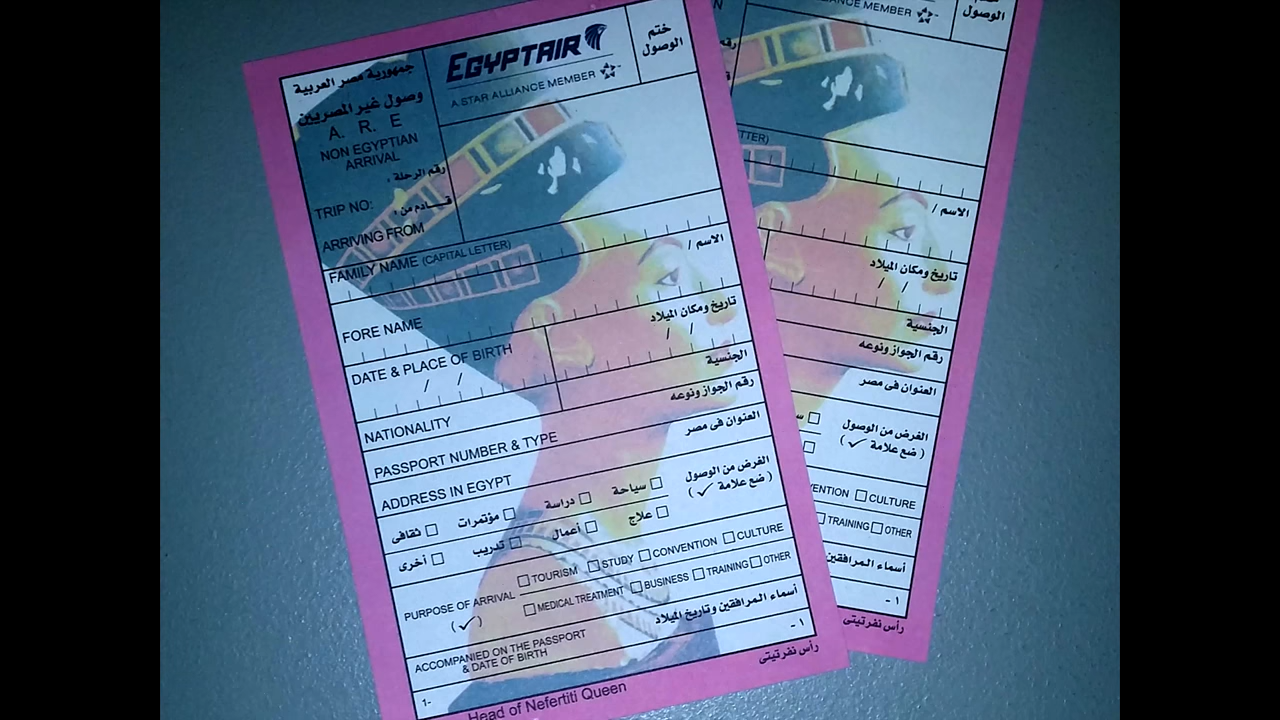 جمهورية مصر العربية
وصول غير المصريين
A. R. E
NON EGYPTIAN
ARRIVAL
EGYPTAIR
A STAR ALLIANCE MEMBER
ختم
الوصول
رقم الرحلة :
TRIP NO:
قادم من :
ARRIVING FROM
FAMILY NAME (CAPITAL LETTER)
الاسم /
FORE NAME
تاريخ ومكان الميلاد
DATE & PLACE OF BIRTH
/ /
/ /
الجنسية
NATIONALITY
رقم الجواز ونوعه
PASSPORT NUMBER & TYPE
العنوان فى مصر
ADDRESS IN EGYPT
الغرض من الوصول
( ضع علامة ✓ )
سياحة □ دراسة □ مؤتمرات □ ثقافى □
علاج □ أعمال □ تدريب □ أخرى □
PURPOSE OF ARRIVAL
(✓)
□ TOURISM □ STUDY □ CONVENTION □ CULTURE
□ MEDICAL TREATMENT □ BUSINESS □ TRAINING □ OTHER
أسماء المرافقين وتاريخ الميلاد
ACCOMPANIED ON THE PASSPORT
& DATE OF BIRTH
١ -
1-
Head of Nefertiti Queen
رأس نفرتيتى
ALLIANCE MEMBER
الوصول
رقم
TTER)
الاسم /
تاريخ ومكان الميلاد
/ /
الجنسية
رقم الجواز ونوعه
العنوان فى مصر
الغرض من الوصول
( ضع علامة ✓ )
VENTION □ CULTURE
□ TRAINING □ OTHER
أسماء المرافقين
١ -
رأس نفرتيتى